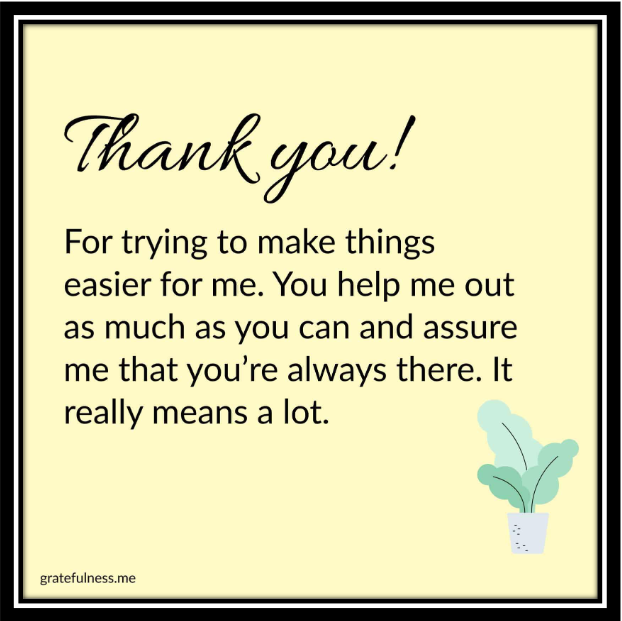 Thank you!
For trying to make things
easier for me. You help me out
as much as you can and assure
me that you’re always there. It
really means a lot.
gratefulness.me